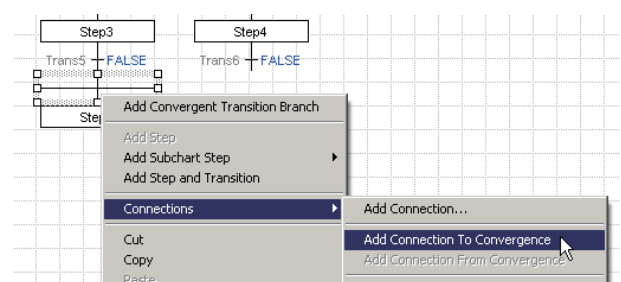 Step3 Step4
Trans5 FALSE Trans6 FALSE
Add Convergent Transition Branch
Add Step
Add Subchart Step
Add Step and Transition
Connections
Add Connection...
Cut
Add Connection To Convergence
Copy
Add Connection From Convergence
Paste